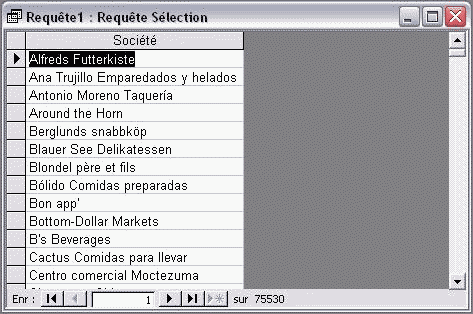 Requête1 : Requête Sélection
Société
Alfreds Futterkiste
Ana Trujillo Emparedados y helados
Antonio Moreno Taquería
Around the Horn
Berglunds snabbköp
Blauer See Delikatessen
Blondel père et fils
Bólido Comidas preparadas
Bon app'
Bottom-Dollar Markets
B's Beverages
Cactus Comidas para llevar
Centro comercial Moctezuma
Enr : 1 sur 75530